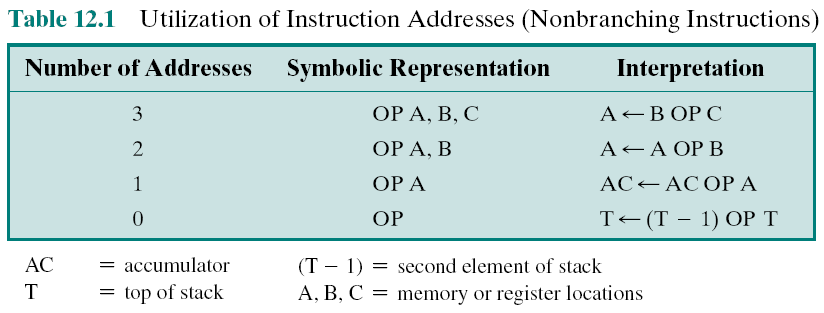 Table 12.1 Utilization of Instruction Addresses (Nonbranching Instructions)
Number of Addresses Symbolic Representation Interpretation
3 OP A, B, C A ← B OP C
2 OP A, B A ← A OP B
1 OP A AC ← AC OP A
0 OP T ← (T − 1) OP T
AC = accumulator (T − 1) = second element of stack
T = top of stack A, B, C = memory or register locations